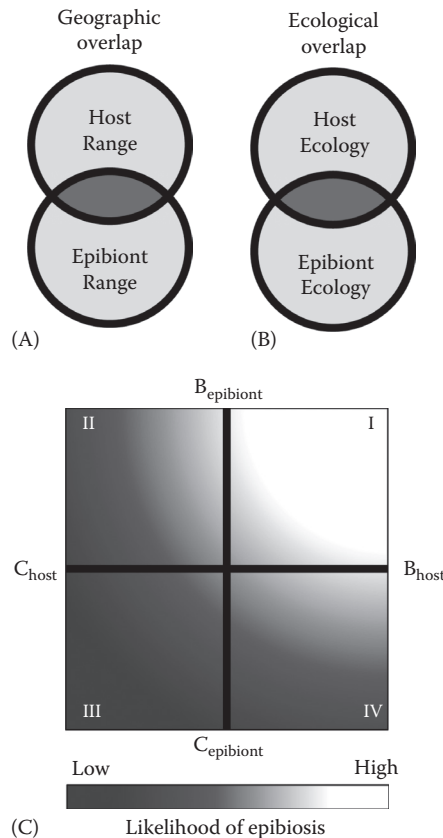 Geographic
overlap
Host
Range
Epibiont
Range
(A)
Ecological
overlap
Host
Ecology
Epibiont
Ecology
(B)
B_epibiont
II
I
C_host
B_host
III
IV
C_epibiont
Low
High
(C)
Likelihood of epibiosis